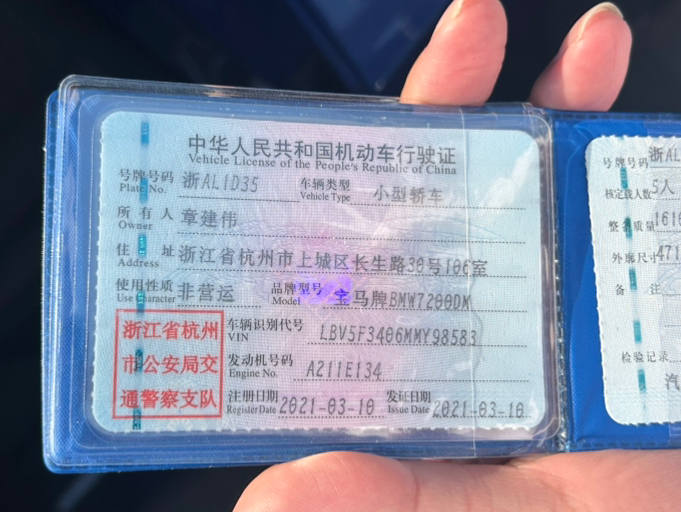 中华人民共和国机动车行驶证
Vehicle License of the People's Republic of China
号牌号码 浙AL1D35 车辆类型 小型轿车
Plate No. Vehicle Type
所有人 章建伟
Owner
住址 浙江省杭州市上城区长生路30号106室
Address
使用性质 非营运 品牌型号 宝马牌BMW7200DM
Use Character Model
浙江省杭州
市公安局交
通警察支队
车辆识别代号 LBV5F3406MMY98583
VIN
发动机号码 A211E134
Engine No.
注册日期 2021-03-10 发证日期 2021-03-10
Register Date Issue Date
号牌号码 浙AL
核定载人数 5人
整备质量 1610
外廓尺寸 471
备注
检验记录
汽